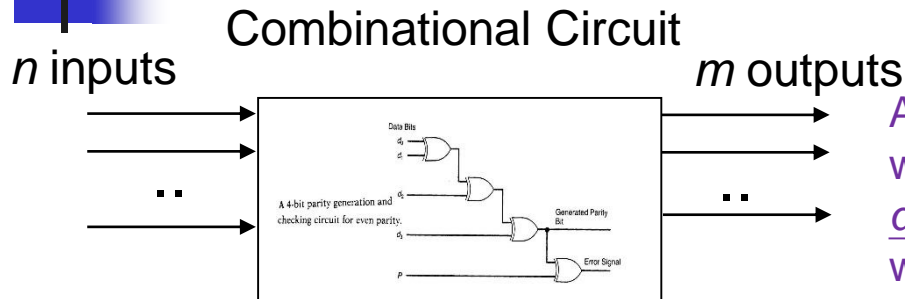 Combinational Circuit
n inputs
m outputs
A
w
d
w
Data Bits
d₀
d₁
d₂
A 4-bit parity generation and
checking circuit for even parity.
d₃
Generated Parity
Bit
Error Signal
P
..
..